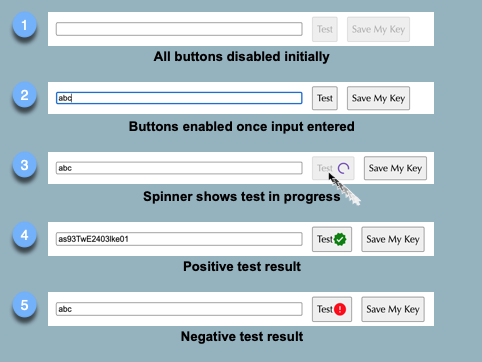 1
Test Save My Key
All buttons disabled initially
2
abc Test Save My Key
Buttons enabled once input entered
3
abc Test Save My Key
Spinner shows test in progress
4
as93TwE2403lke01 Test Save My Key
Positive test result
5
abc Test ! Save My Key
Negative test result